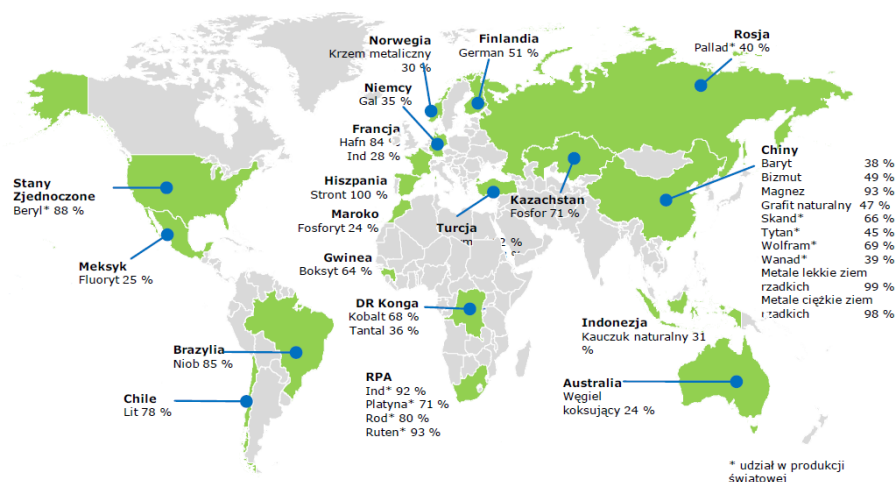 Norwegia
Krzem metaliczny
30 %
Finlandia
German 51 %
Rosja
Pallad* 40 %
Niemcy
Gal 35 %
Francja
Hafn 84 %
Ind 28 %
Hiszpania
Stront 100 %
Maroko
Fosforyt 24 %
Gwinea
Boksyt 64 %
Turcja
Kazachstan
Fosfor 71 %
Chiny
Baryt 38 %
Bizmut 49 %
Magnez 93 %
Grafit naturalny 47 %
Skand* 66 %
Tytan* 45 %
Wolfram* 69 %
Wanad* 39 %
Metale lekkie ziem
rzadkich 99 %
Metale ciężkie ziem
rzadkich 98 %
Stany
Zjednoczone
Beryl* 88 %
Meksyk
Fluoryt 25 %
DR Konga
Kobalt 68 %
Tantal 36 %
Indonezja
Kauczuk naturalny 31
%
Brazylia
Niob 85 %
Chile
Lit 78 %
RPA
Ind* 92 %
Platyna* 71 %
Rod* 80 %
Ruten* 93 %
Australia
Węgiel
koksujący 24 %
* udział w produkcji
światowej